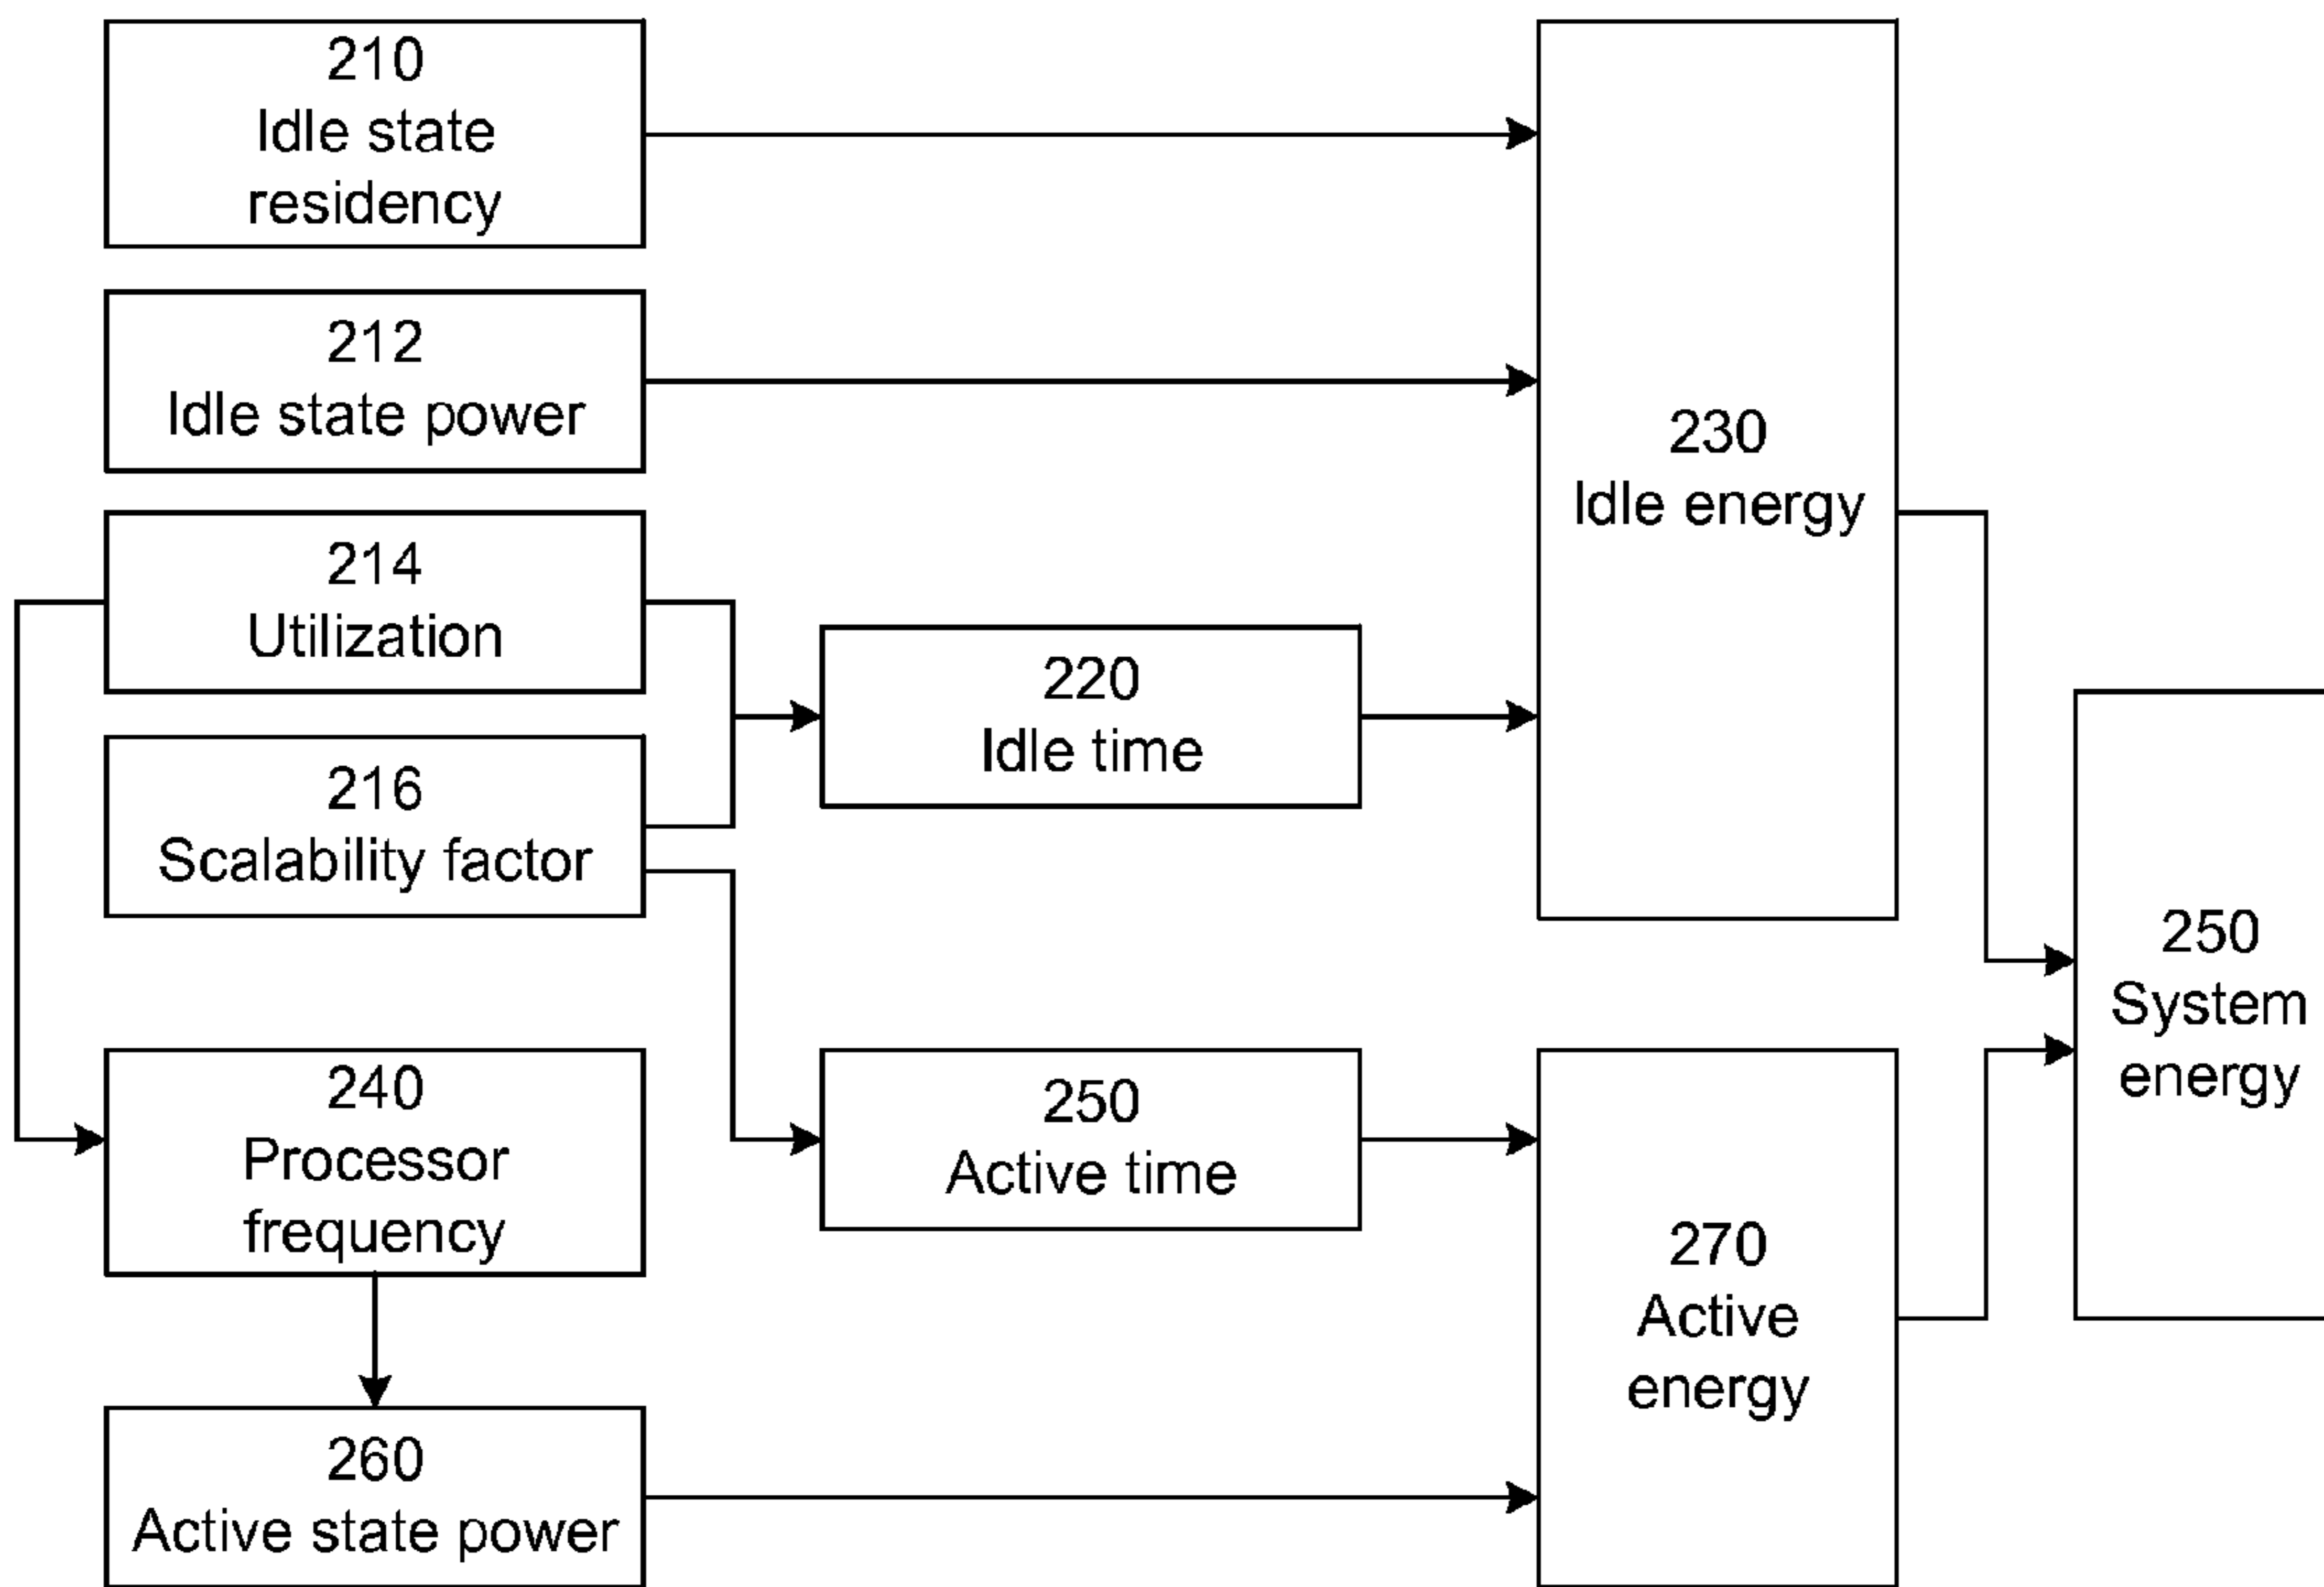 210
Idle state
residency
212
Idle state power
214
Utilization
216
Scalability factor
220
Idle time
230
Idle energy
240
Processor
frequency
250
Active time
260
Active state power
270
Active
energy
250
System
energy